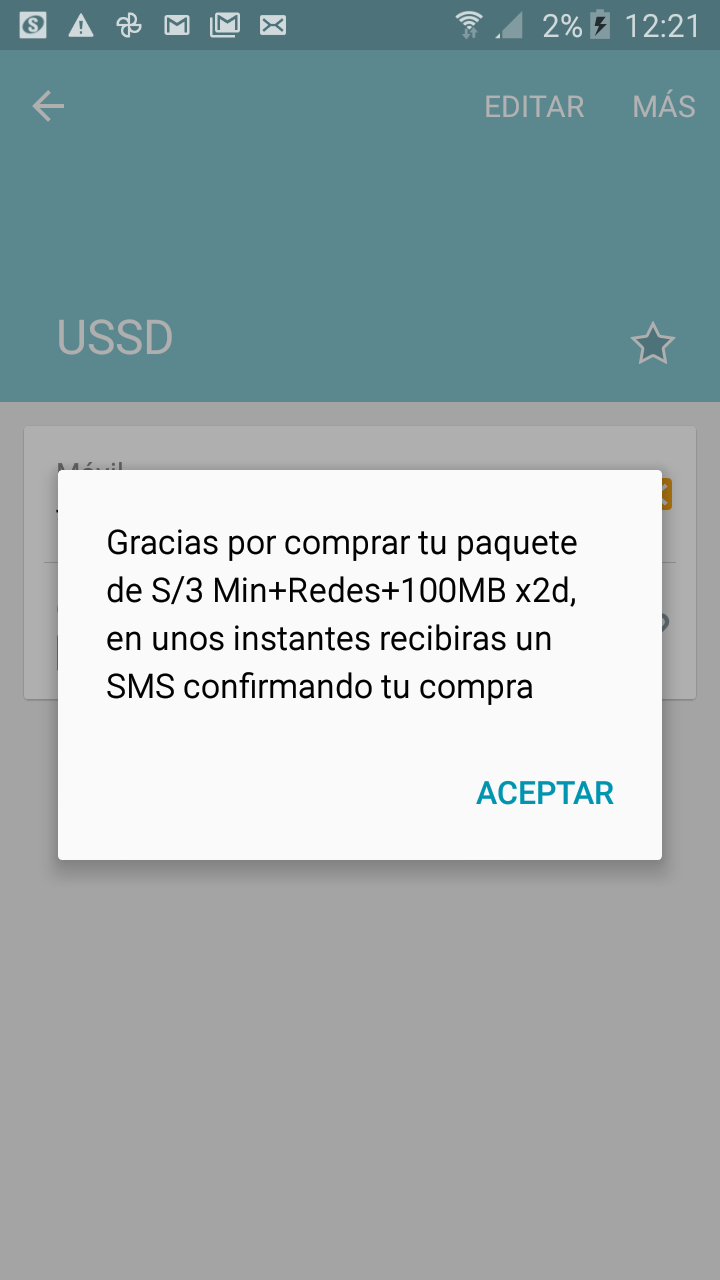 2% 12:21
EDITAR MÁS
USSD
Móvil
Gracias por comprar tu paquete
de S/3 Min+Redes+100MB x2d,
en unos instantes recibiras un
SMS confirmando tu compra
ACEPTAR